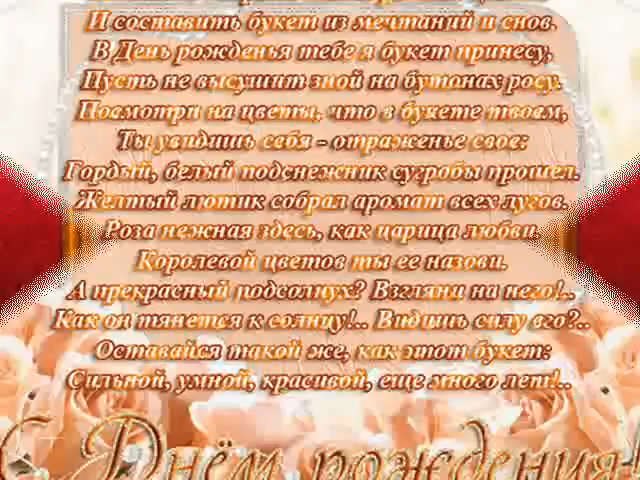 И составить букет из мечтаний и снов.
В День рожденья тебе я букет принесу,
Пусть не высушит зной на бутонах росу.
Посмотри на цветы, что в букете твоем,
Ты увидишь себя - отраженье свое:
Гордый, белый подснежник сугробы прошел.
Желтый лютик собрал аромат всех лугов.
Роза нежная здесь, как царица любви.
Королевой цветов ты ее назови.
А прекрасный подсолнух? Взгляни на него!..
Как он тянется к солнцу!.. Видишь силу его?..
Оставайся такой же, как этот букет:
Сильной, умной, красивой, еще много лет!..
С Днём рождения!